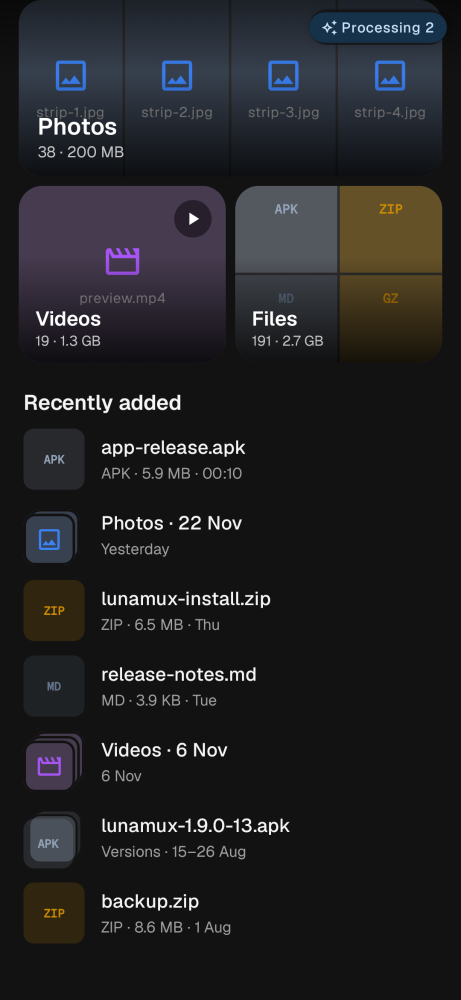 Processing 2
strip-1.jpg
strip-2.jpg
strip-3.jpg
strip-4.jpg
Photos
38 · 200 MB
preview.mp4
Videos
19 · 1.3 GB
APK
ZIP
MD
GZ
Files
191 · 2.7 GB
Recently added
APK
app-release.apk
APK · 5.9 MB · 00:10
Photos · 22 Nov
Yesterday
ZIP
lunamux-install.zip
ZIP · 6.5 MB · Thu
MD
release-notes.md
MD · 3.9 KB · Tue
Videos · 6 Nov
6 Nov
APK
lunamux-1.9.0-13.apk
Versions · 15–26 Aug
ZIP
backup.zip
ZIP · 8.6 MB · 1 Aug